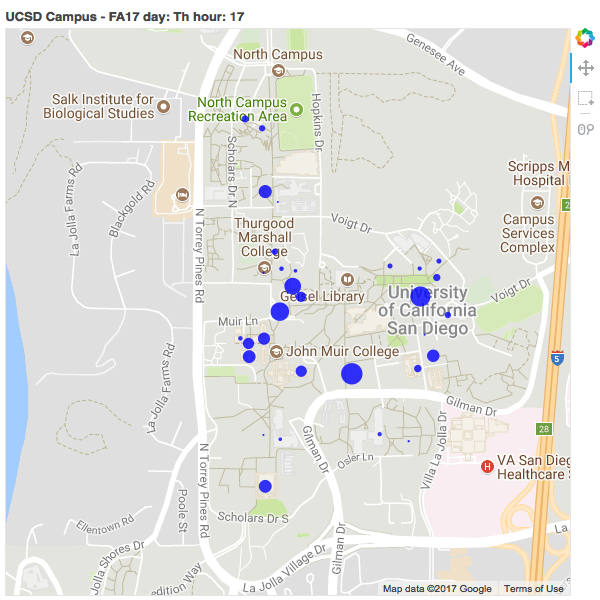 UCSD Campus - FA17 day: Th hour: 17
Genesee Ave
North Campus
Salk Institute for
Biological Studies
North Campus
Recreation Area
Hopkins Dr
Scholars Dr N
Scripps M
Hospital
La Jolla Farms Rd
Blackgold Rd
N Torrey Pines Rd
Voigt Dr
Campus
Services
Complex
Thurgood
Marshall
College
Geisel Library
University
of California
San Diego
Voigt Dr
Muir Ln
John Muir College
5
La Jolla Farms Rd
Gilman Dr
28
Gilman Dr
Villa La Jolla Dr
Osler Ln
VA San Dieg
Healthcare
H
N Torrey Pines Rd
Poole St
Ellentown Rd
Scholars Dr S
Gilman Dr
La
La Jolla Shores Dr
edition Way
La Jolla Village Dr
Map data ©2017 Google Terms of Use